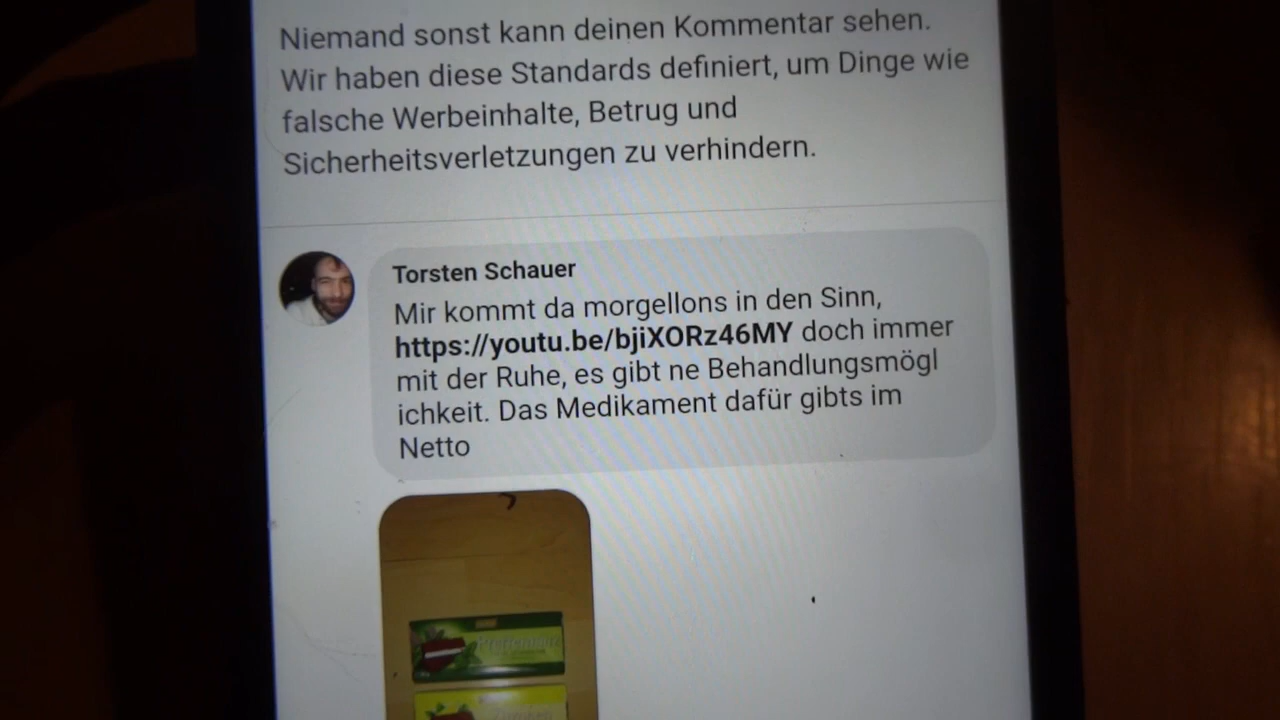 Niemand sonst kann deinen Kommentar sehen.
Wir haben diese Standards definiert, um Dinge wie
falsche Werbeinhalte, Betrug und
Sicherheitsverletzungen zu verhindern.
Torsten Schauer
Mir kommt da morgellons in den Sinn,
https://youtu.be/bjiXORz46MY doch immer
mit der Ruhe, es gibt ne Behandlungsmögl
ichkeit. Das Medikament dafür gibts im
Netto